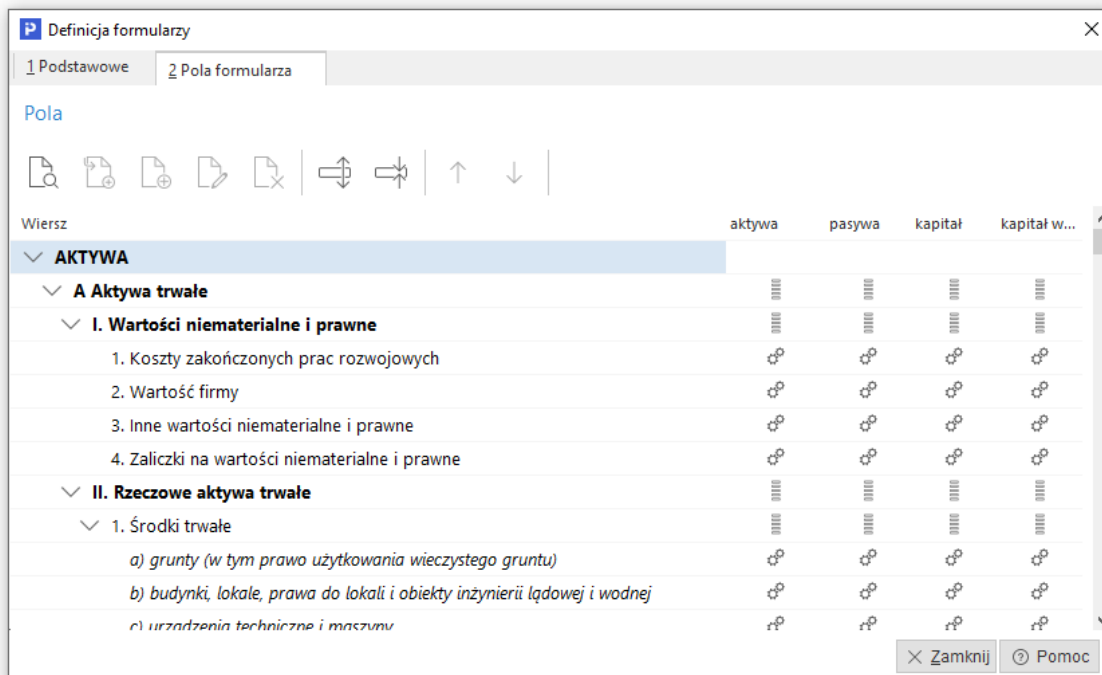 Definicja formularzy
1 Podstawowe
2 Pola formularza
Pola
Wiersz aktywa pasywa kapitał kapitał w...
AKTYWA
A Aktywa trwałe
I. Wartości niematerialne i prawne
1. Koszty zakończonych prac rozwojowych
2. Wartość firmy
3. Inne wartości niematerialne i prawne
4. Zaliczki na wartości niematerialne i prawne
II. Rzeczowe aktywa trwałe
1. Środki trwałe
a) grunty (w tym prawo użytkowania wieczystego gruntu)
b) budynki, lokale, prawa do lokali i obiekty inżynierii lądowej i wodnej
c) urządzenia techniczne i maszyny
Zamknij
Pomoc